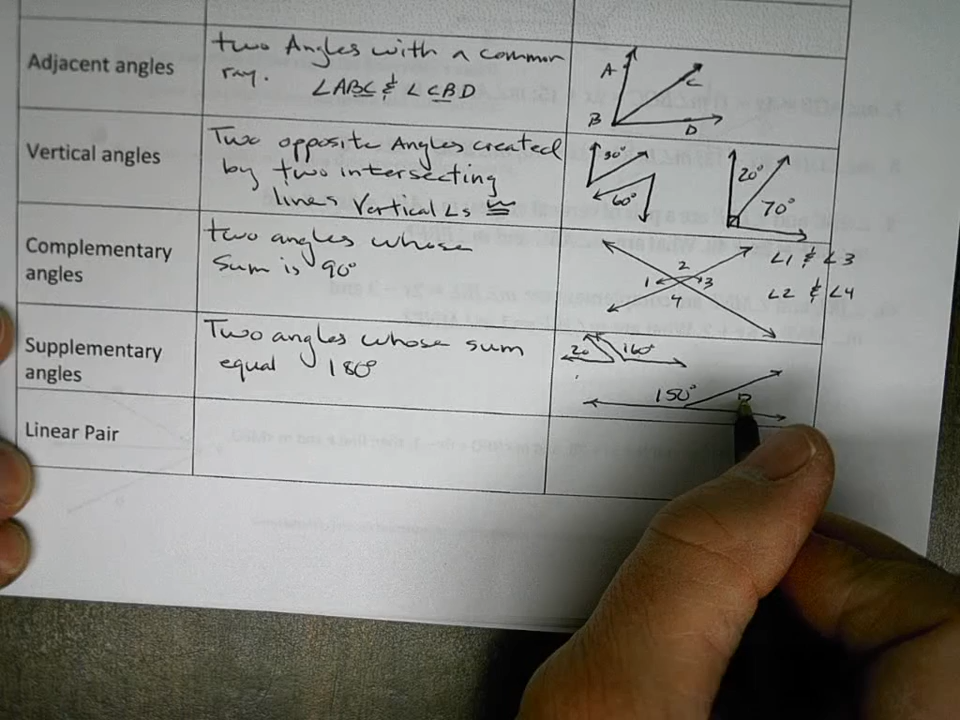 Adjacent angles
two Angles with a common
ray.
∠ABC & ∠CBD
A
C
B
D
Vertical angles
Two opposite Angles created
by two intersecting
lines Vertical ∠s ≅
30°
60°
20°
70°
Complementary
angles
two angles whose
sum is 90°
1
2
3
4
∠1 & ∠3
∠2 & ∠4
Supplementary
angles
Two angles whose sum
equal 180°
20
160°
150°
Linear Pair